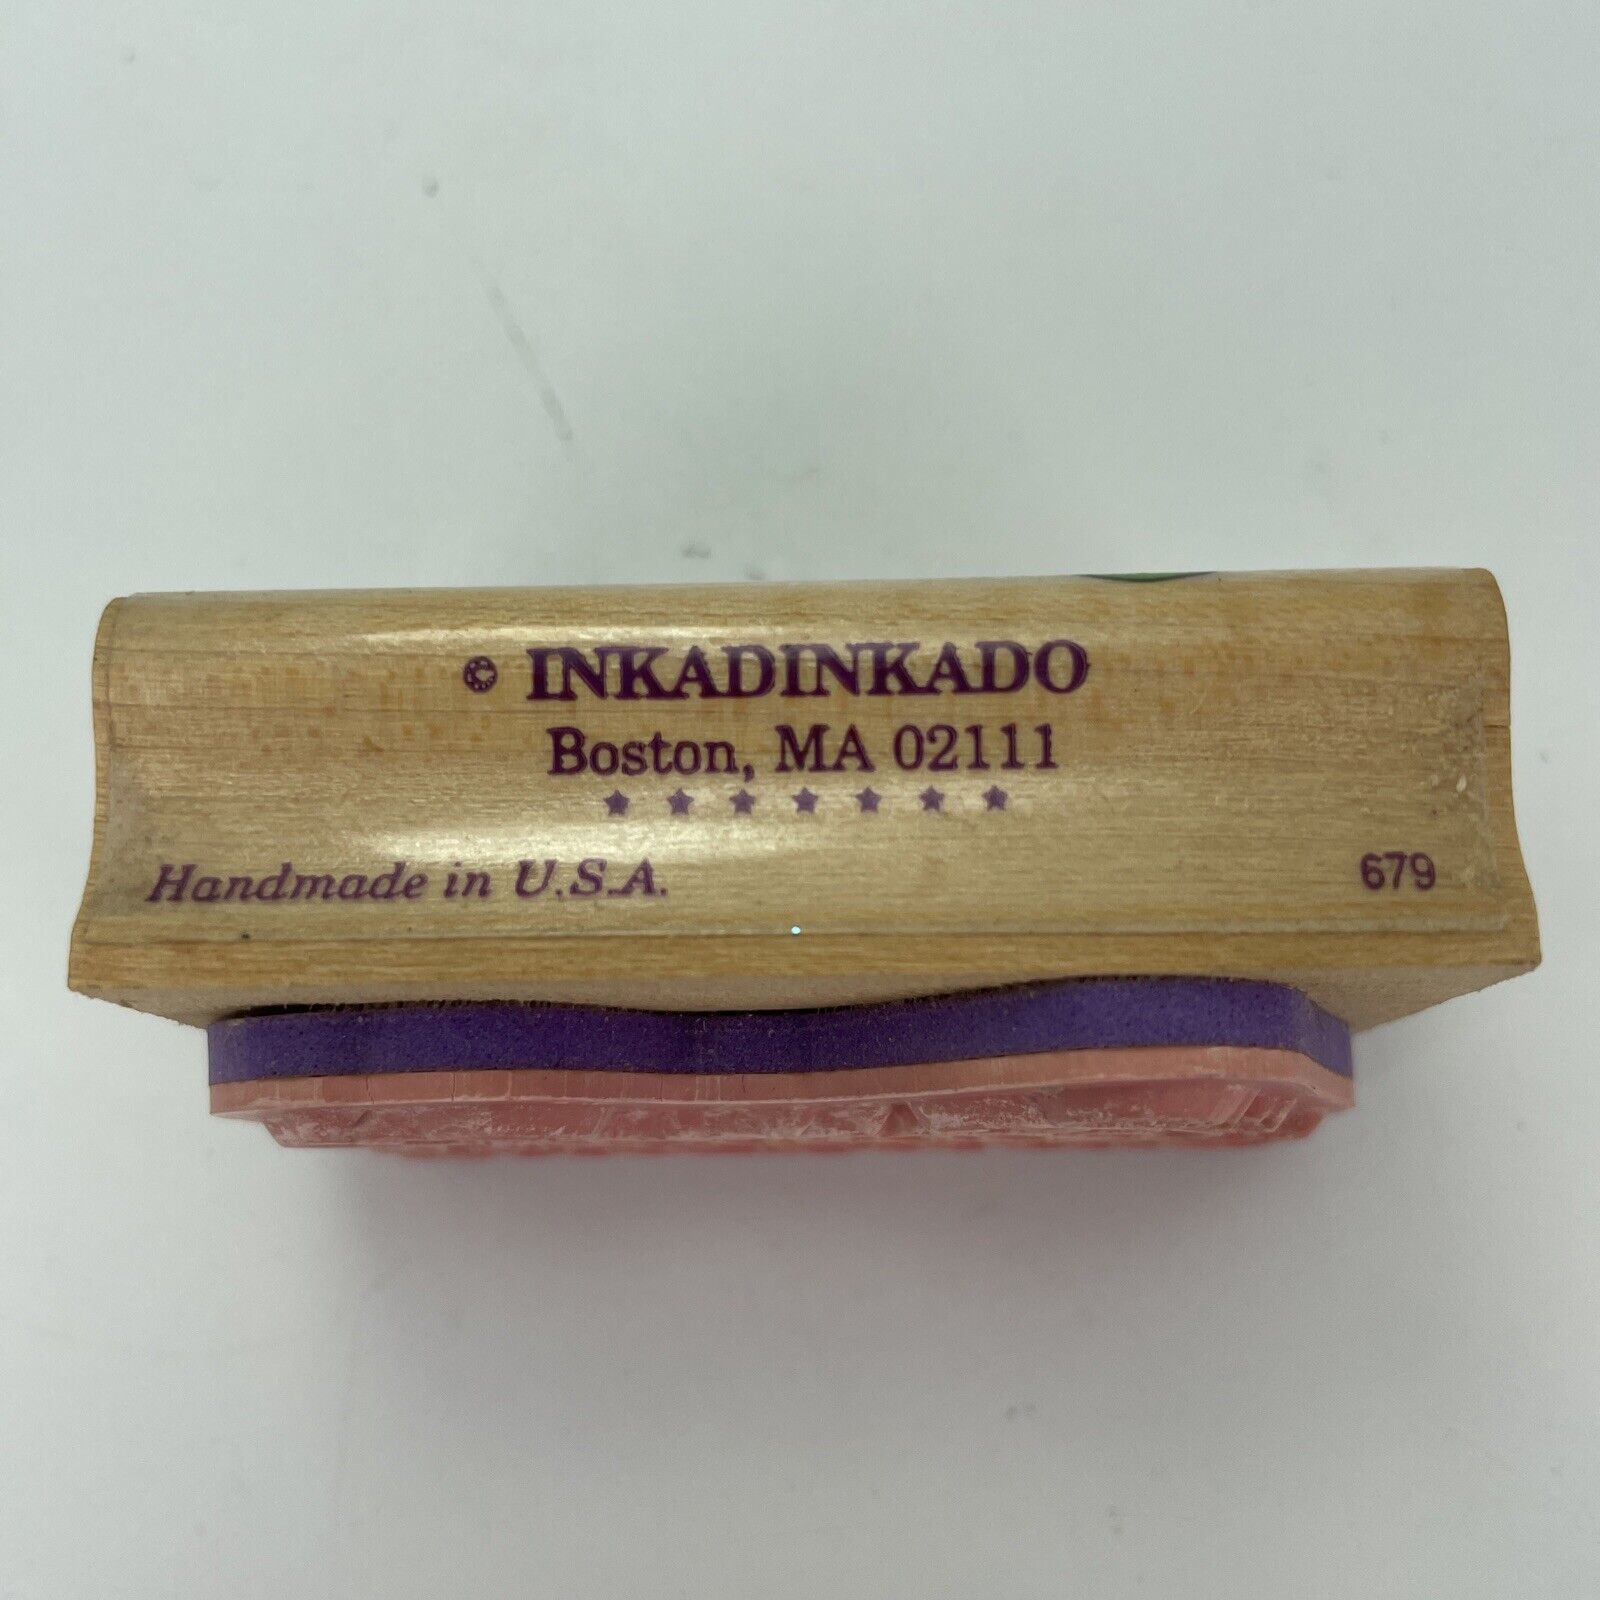 © INKADINKADO
Boston, MA 02111
★ ★ ★ ★ ★ ★ ★
Handmade in U.S.A.
679